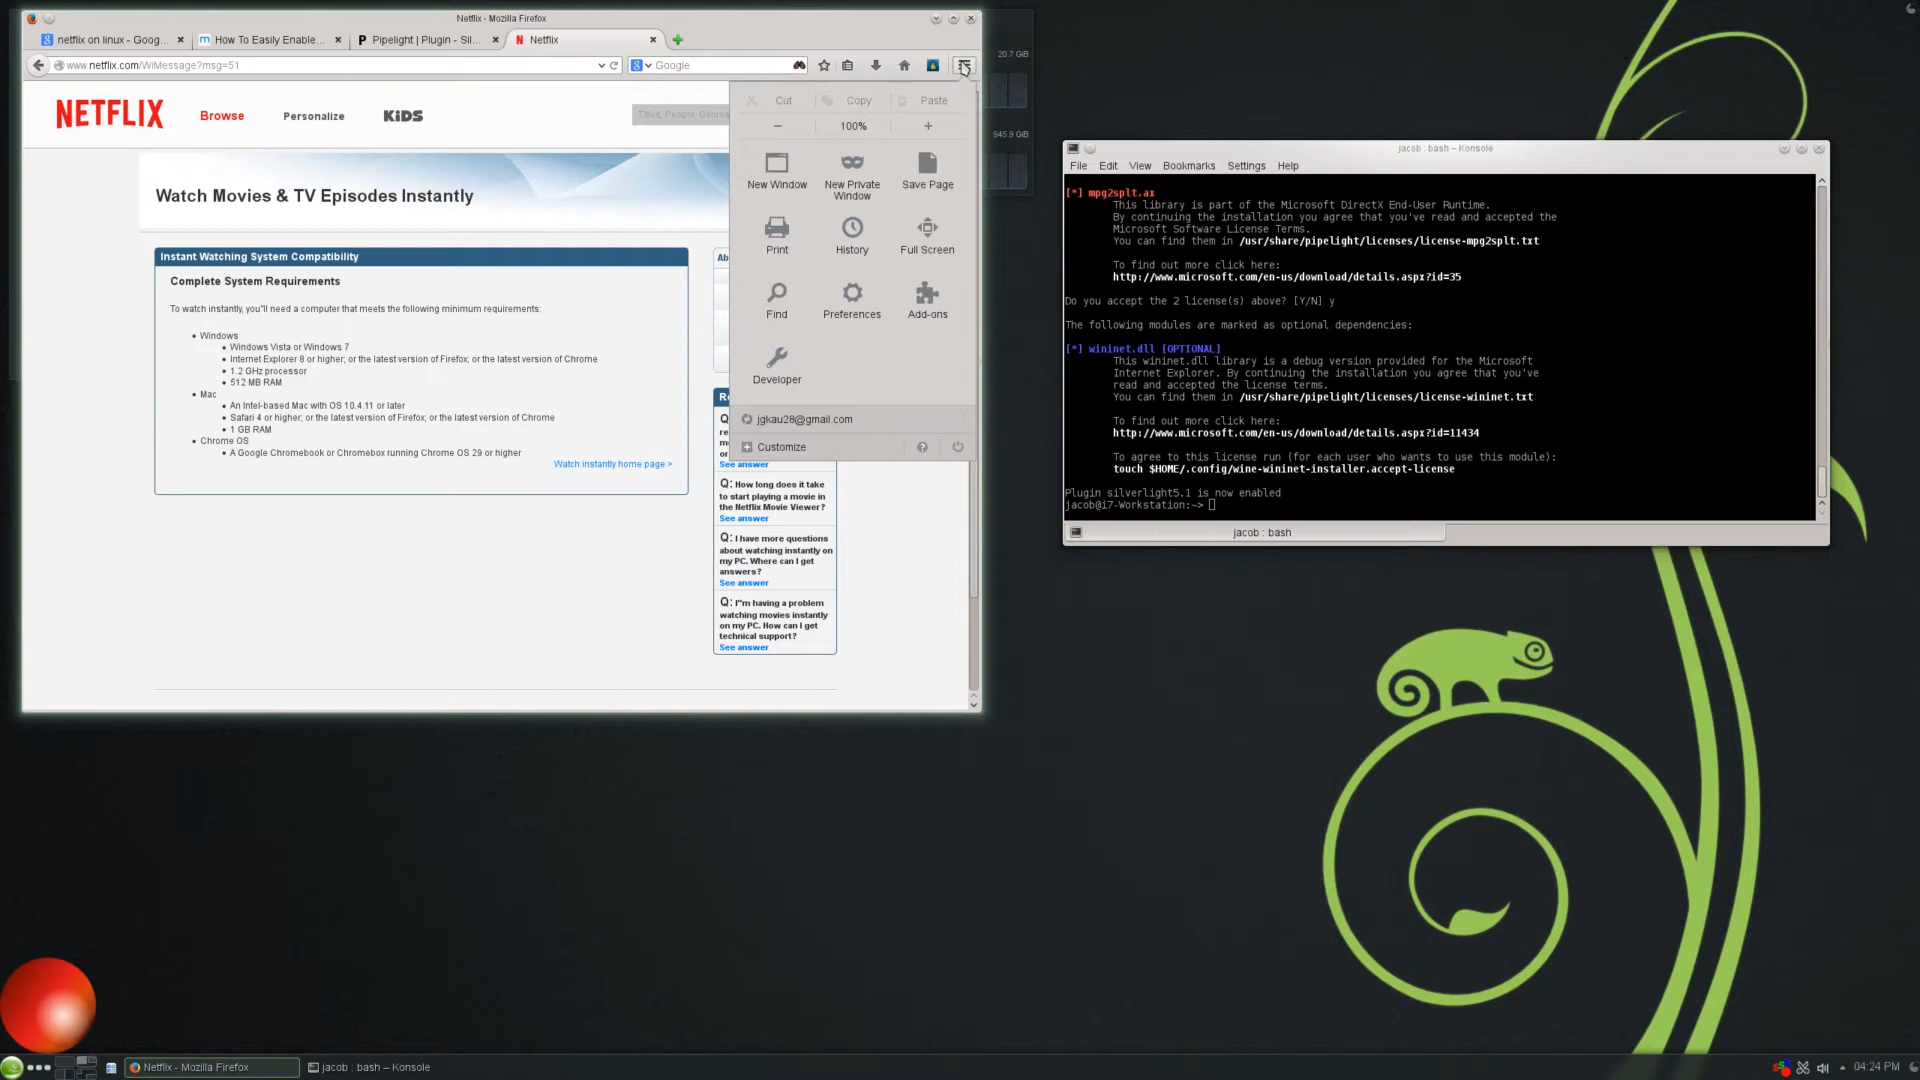 Netflix - Mozilla Firefox
netflix on linux - Goog...
How To Easily Enable...
Pipelight | Plugin - Sil...
Netflix
www.netflix.com/WiMessage?msg=51
Google
NETFLIX
Browse
Personalize
KIDS
Titles, People, Genres
Watch Movies & TV Episodes Instantly
Instant Watching System Compatibility
Complete System Requirements
To watch instantly, you"ll need a computer that meets the following minimum requirements:
Windows
Windows Vista or Windows 7
Internet Explorer 8 or higher; or the latest version of Firefox; or the latest version of Chrome
1.2 GHz processor
512 MB RAM
Mac
An Intel-based Mac with OS 10.4.11 or later
Safari 4 or higher; or the latest version of Firefox; or the latest version of Chrome
1 GB RAM
Chrome OS
A Google Chromebook or Chromebox running Chrome OS 29 or higher
Watch instantly home page >
Ab
Re
Q:
re
me
or
See answer
Q: How long does it take
to start playing a movie in
the Netflix Movie Viewer?
See answer
Q: I have more questions
about watching instantly on
my PC. Where can I get
answers?
See answer
Q: I"m having a problem
watching movies instantly
on my PC. How can I get
technical support?
See answer
Cut
Copy
Paste
100%
New Window
New Private
Window
Save Page
Print
History
Full Screen
Find
Preferences
Add-ons
Developer
jgkau28@gmail.com
Customize
20.7 GiB
945.9 GiB
jacob : bash – Konsole
File
Edit
View
Bookmarks
Settings
Help
[*] mpg2splt.ax
This library is part of the Microsoft DirectX End-User Runtime.
By continuing the installation you agree that you've read and accepted the
Microsoft Software License Terms.
You can find them in /usr/share/pipelight/licenses/license-mpg2splt.txt
To find out more click here:
http://www.microsoft.com/en-us/download/details.aspx?id=35
Do you accept the 2 license(s) above? [Y/N] y
The following modules are marked as optional dependencies:
[*] wininet.dll [OPTIONAL]
This wininet.dll library is a debug version provided for the Microsoft
Internet Explorer. By continuing the installation you agree that you've
read and accepted the license terms.
You can find them in /usr/share/pipelight/licenses/license-wininet.txt
To find out more click here:
http://www.microsoft.com/en-us/download/details.aspx?id=11434
To agree to this license run (for each user who wants to use this module):
touch $HOME/.config/wine-wininet-installer.accept-license
Plugin silverlight5.1 is now enabled
jacob@i7-Workstation:~>
jacob : bash
Netflix - Mozilla Firefox
jacob : bash – Konsole
04:24 PM